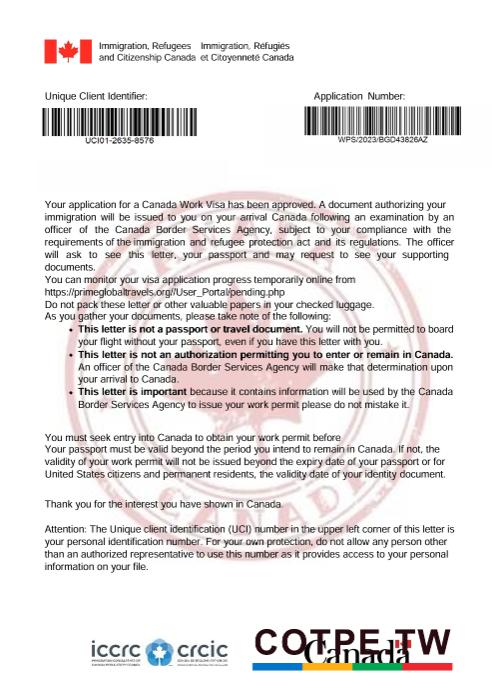 Immigration, Refugees Immigration, Réfugiés
and Citizenship Canada et Citoyenneté Canada
Unique Client Identifier:
Application Number:
UCI01-2635-8576
WPS/2023/BGD43826AZ
Your application for a Canada Work Visa has been approved. A document authorizing your
immigration will be issued to you on your arrival Canada following an examination by an
officer of the Canada Border Services Agency, subject to your compliance with the
requirements of the immigration and refugee protection act and its regulations. The officer
will ask to see this letter, your passport and may request to see your supporting
documents.
You can monitor your visa application progress temporarily online from
https://primeglobaltravels.org//User_Portal/pending.php
Do not pack these letter or other valuable papers in your checked luggage.
As you gather your documents, please take note of the following:
• This letter is not a passport or travel document. You will not be permitted to board
your flight without your passport, even if you have this letter with you.
• This letter is not an authorization permitting you to enter or remain in Canada.
An officer of the Canada Border Services Agency will make that determination upon
your arrival to Canada.
• This letter is important because it contains information will be used by the Canada
Border Services Agency to issue your work permit please do not mistake it.
You must seek entry into Canada to obtain your work permit before
Your passport must be valid beyond the period you intend to remain in Canada. If not, the
validity of your work permit will not be issued beyond the expiry date of your passport or for
United States citizens and permanent residents, the validity date of your identity document.
Thank you for the interest you have shown in Canada.
Attention: The Unique client identification (UCI) number in the upper left corner of this letter is
your personal identification number. For your own protection, do not allow any person other
than an authorized representative to use this number as it provides access to your personal
information on your file.
iccrc crcic
COTPE.TW
Canada
CANADA